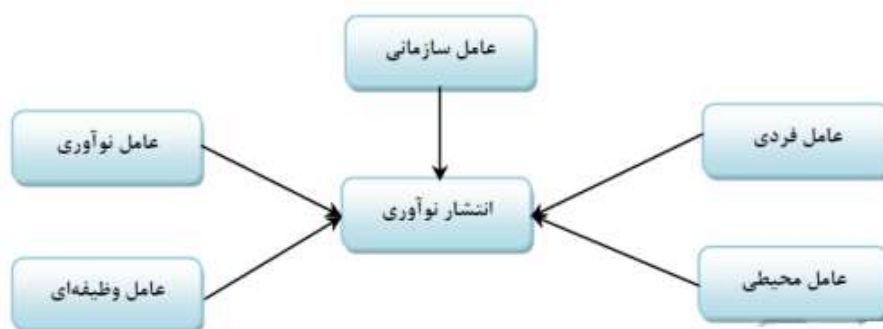 عامل سازمانی
عامل فردی
عامل نوآوری
انتشار نوآوری
عامل محیطی
عامل وظیفه‌ای